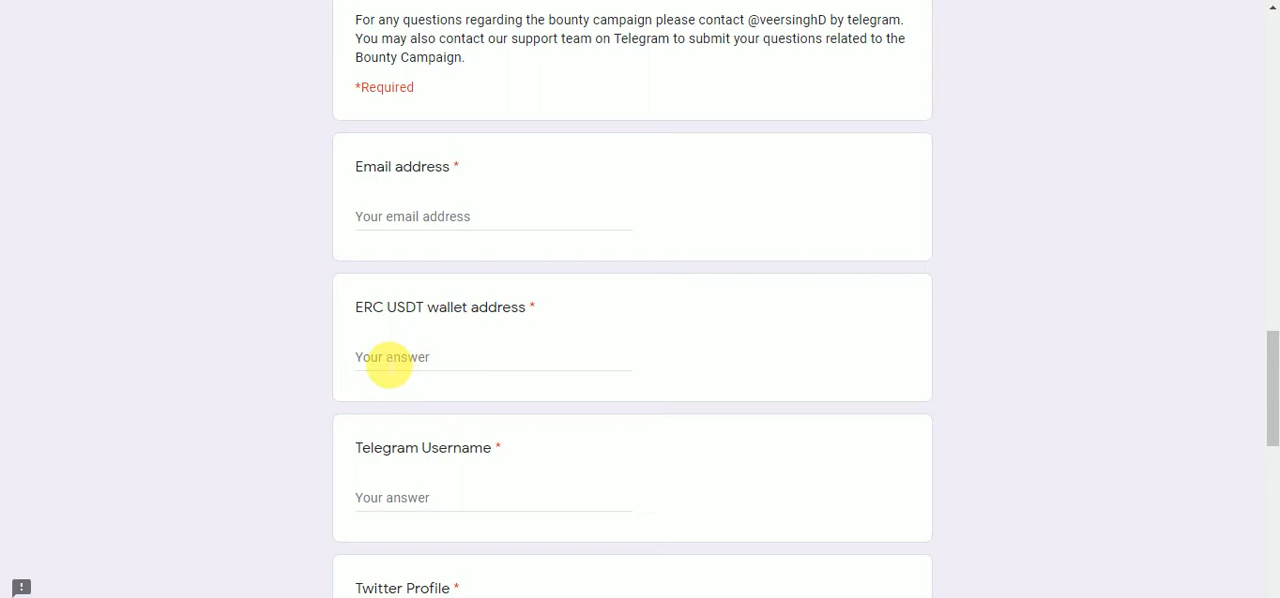 For any questions regarding the bounty campaign please contact @veersinghD by telegram.
You may also contact our support team on Telegram to submit your questions related to the
Bounty Campaign.
*Required
Email address *
Your email address
ERC USDT wallet address *
Your answer
Telegram Username *
Your answer
Twitter Profile *